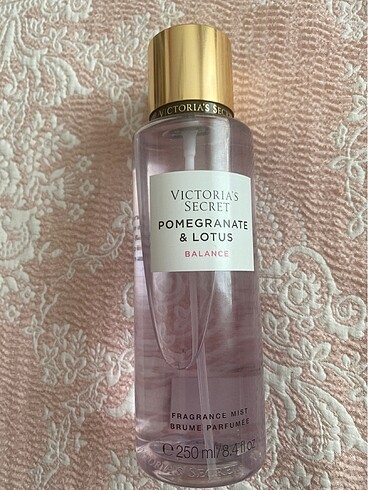 VICTORIA'S SECRET
VICTORIA'S
SECRET
POMEGRANATE
& LOTUS
BALANCE
FRAGRANCE MIST
BRUME PARFUMÉE
℮ 250 ml/8.4 fl oz